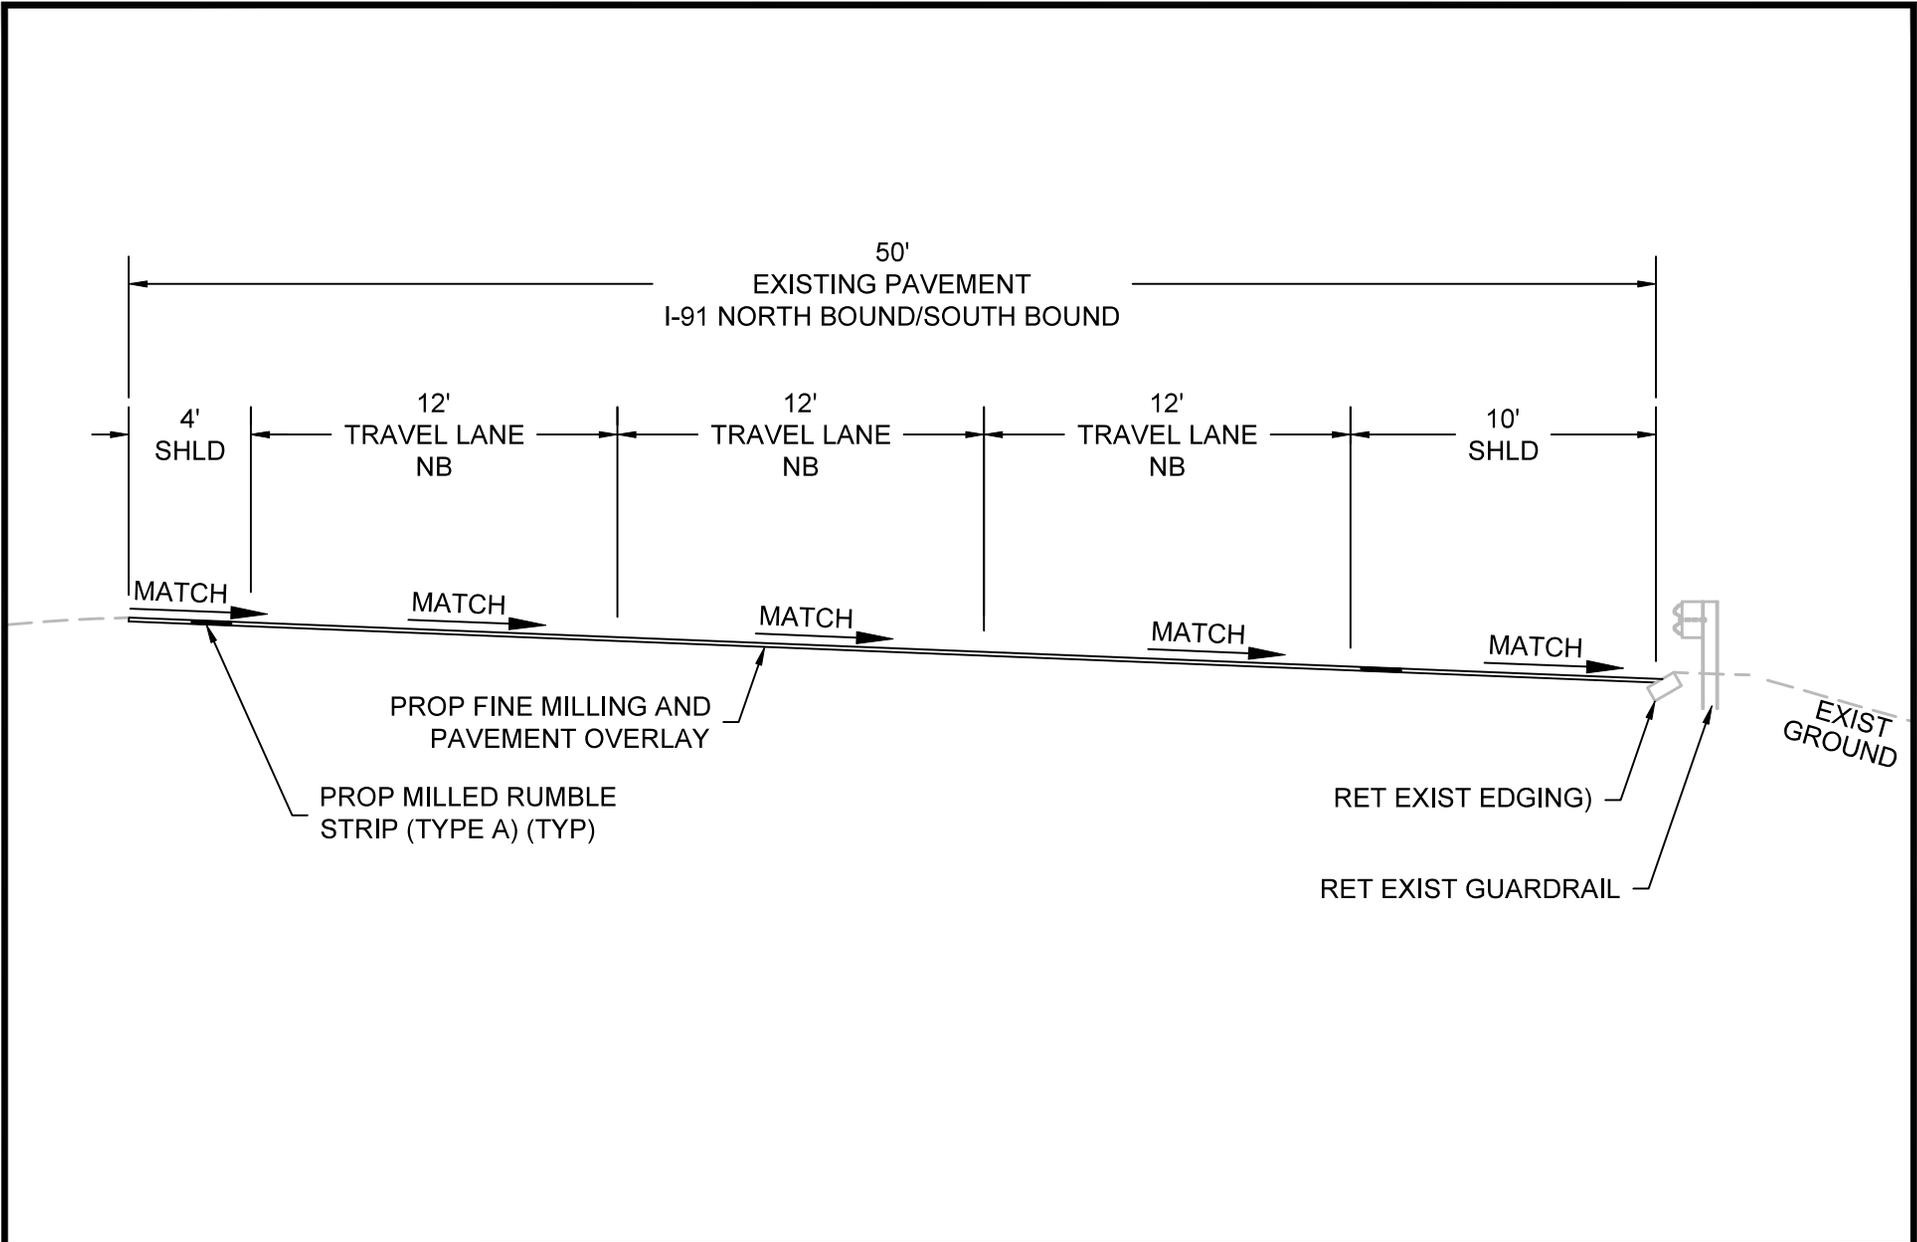 50'
EXISTING PAVEMENT
I-91 NORTH BOUND/SOUTH BOUND
4'
SHLD
12'
TRAVEL LANE
NB
12'
TRAVEL LANE
NB
12'
TRAVEL LANE
NB
10'
SHLD
MATCH
MATCH
MATCH
MATCH
MATCH
PROP FINE MILLING AND
PAVEMENT OVERLAY
PROP MILLED RUMBLE
STRIP (TYPE A) (TYP)
EXIST
GROUND
RET EXIST EDGING)
RET EXIST GUARDRAIL